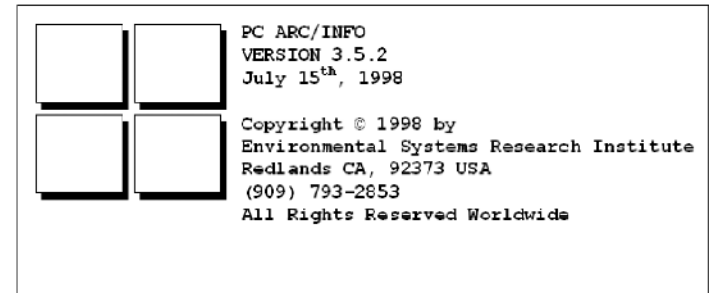 PC ARC/INFO
VERSION 3.5.2
July 15th, 1998
Copyright © 1998 by
Environmental Systems Research Institute
Redlands CA, 92373 USA
(909) 793-2853
All Rights Reserved Worldwide